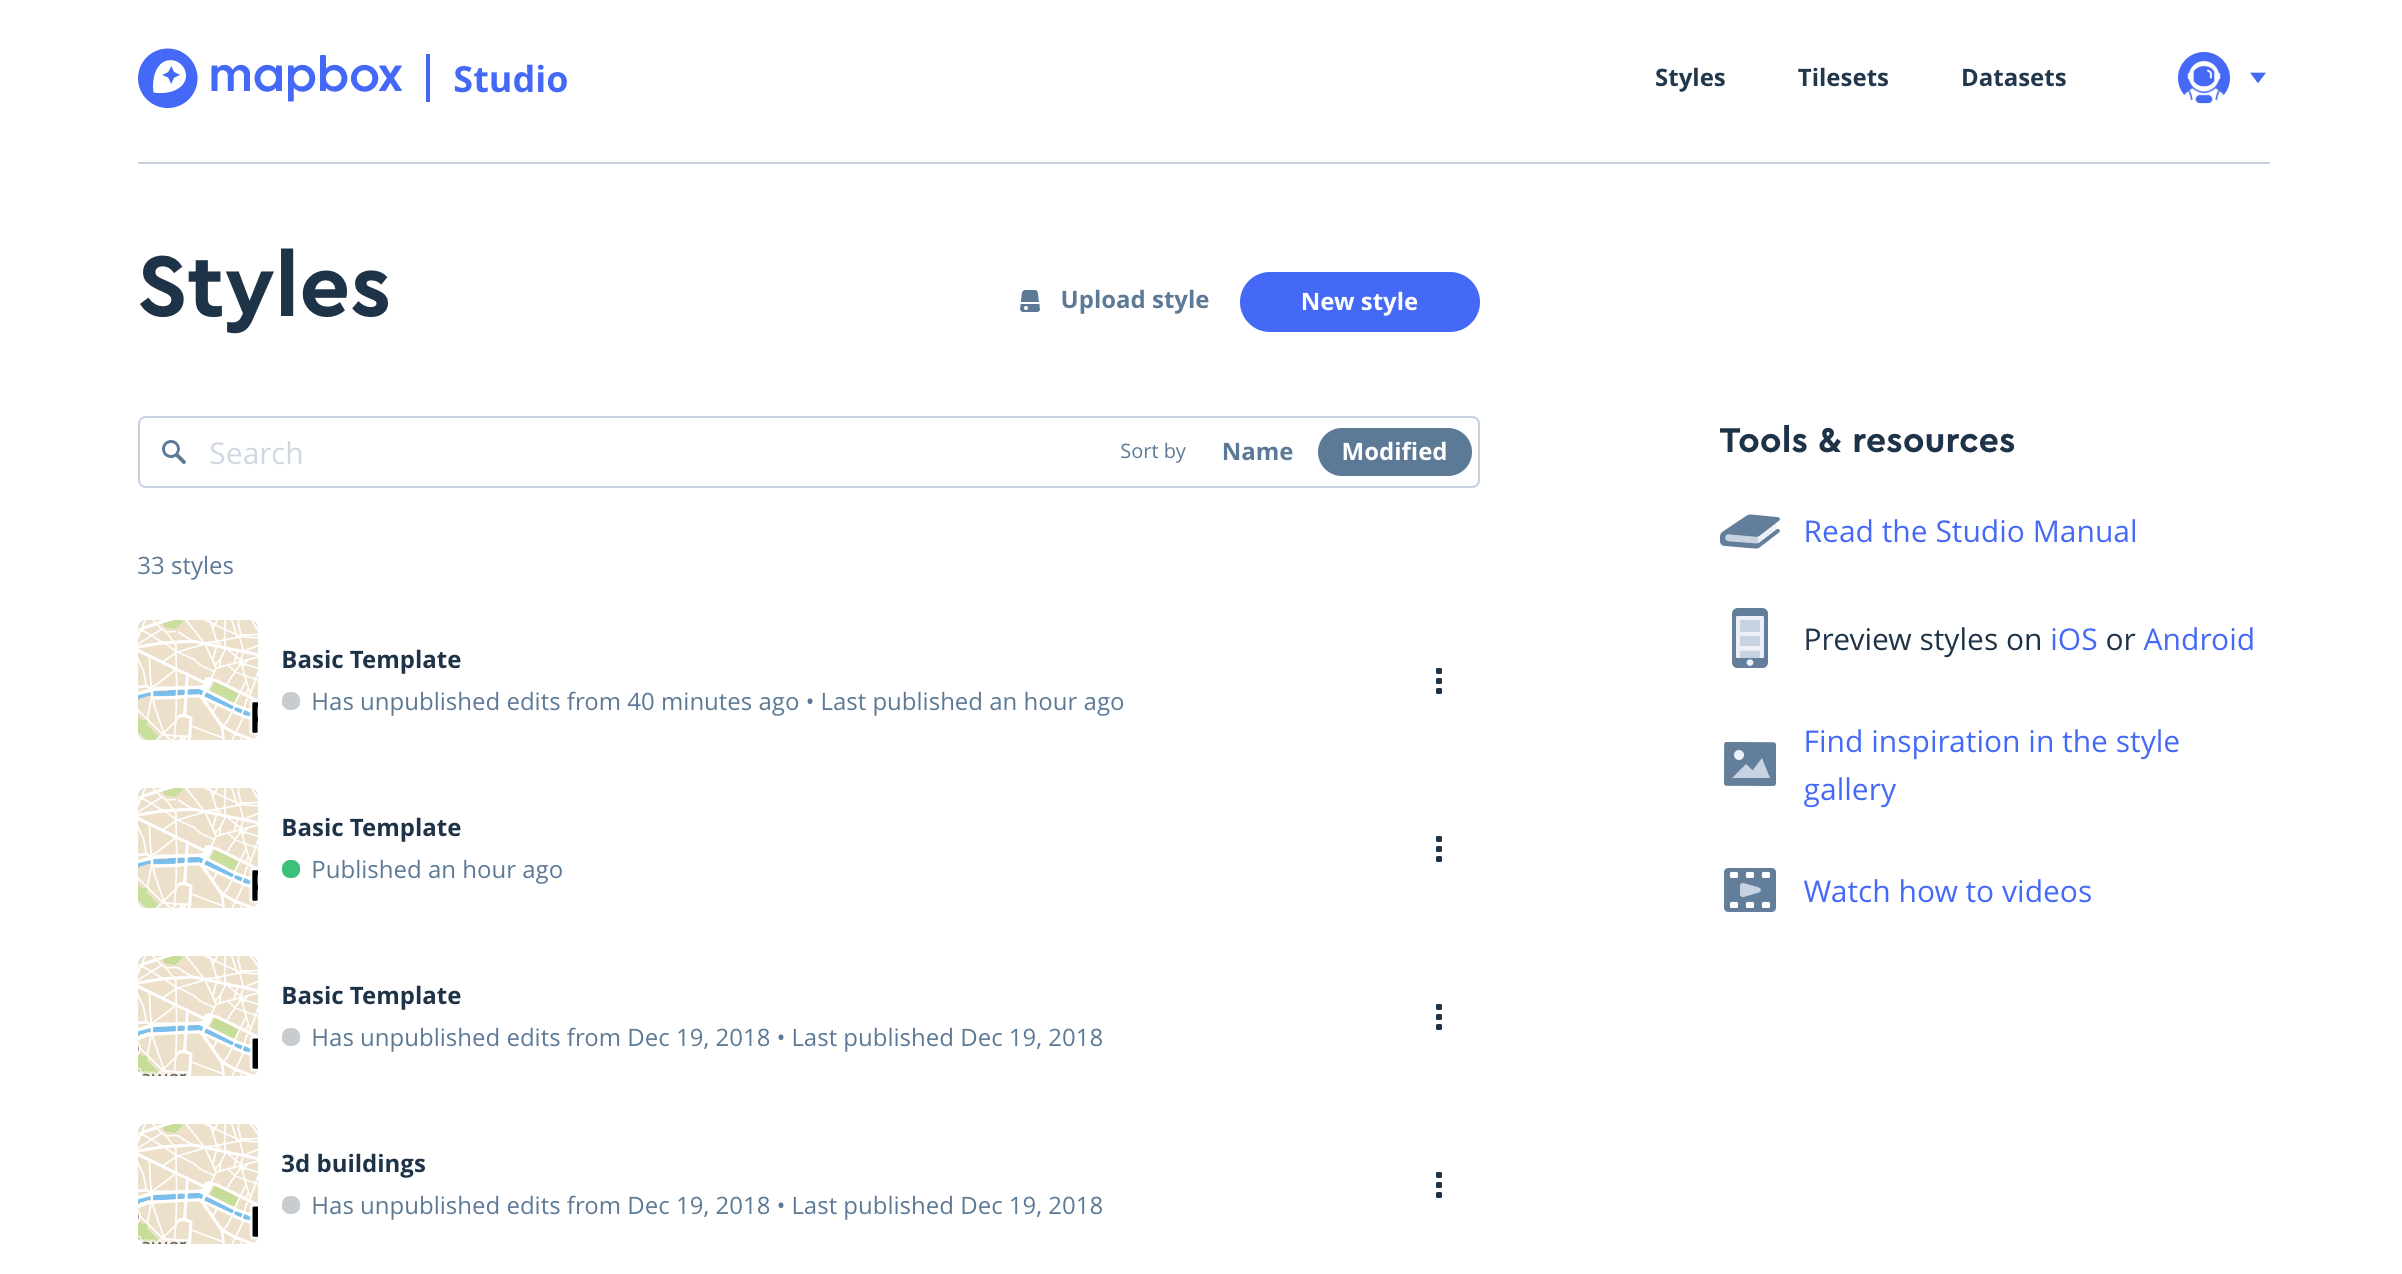 mapbox | Studio
Styles Tilesets Datasets
Styles
Upload style New style
Search Sort by Name Modified
33 styles
Basic Template
Has unpublished edits from 40 minutes ago • Last published an hour ago
Basic Template
Published an hour ago
Basic Template
Has unpublished edits from Dec 19, 2018 • Last published Dec 19, 2018
3d buildings
Has unpublished edits from Dec 19, 2018 • Last published Dec 19, 2018
Tools & resources
Read the Studio Manual
Preview styles on iOS or Android
Find inspiration in the style
gallery
Watch how to videos